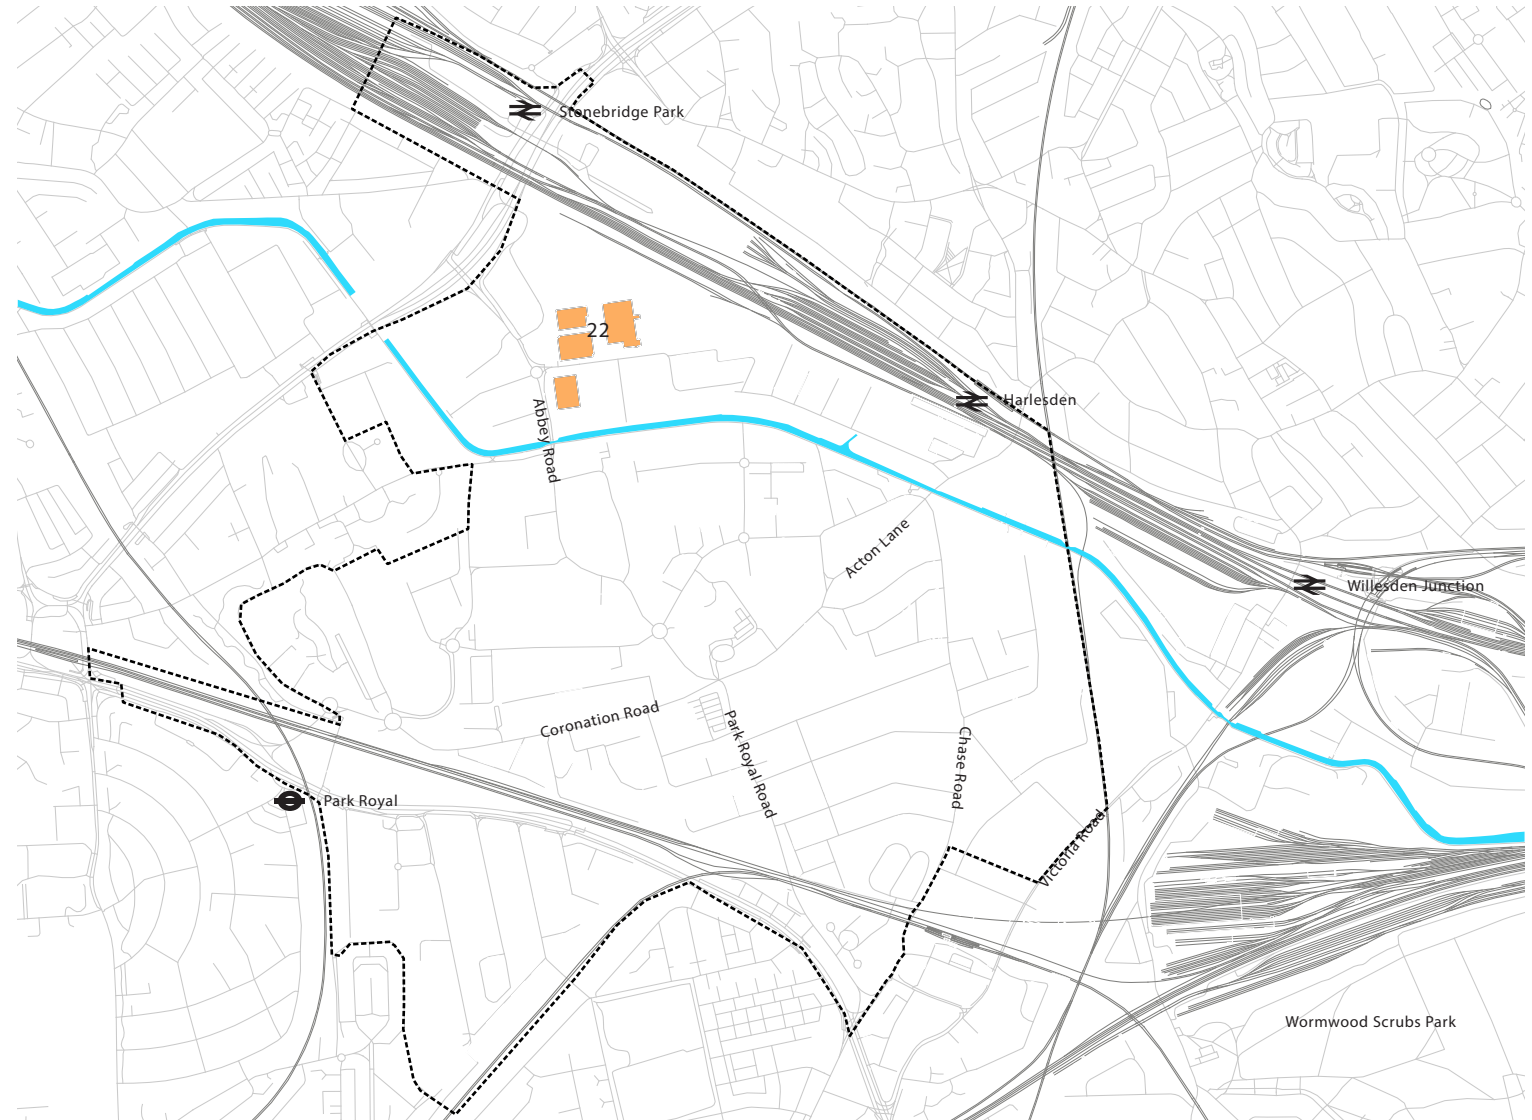 Stonebridge Park
22
Harlesden
Abbey Road
Acton Lane
Willesden Junction
Coronation Road
Park Royal Road
Chase Road
Park Royal
Victoria Road
Wormwood Scrubs Park